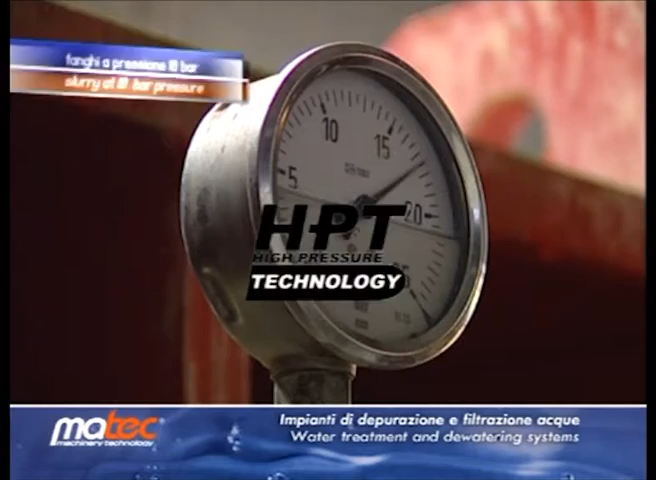 fanghi a pressione 18 bar
slurry at 18 bar pressure
10
15
5
20
HPT
HIGH PRESSURE
TECHNOLOGY
matec
machinery technology
Impianti di depurazione e filtrazione acque
Water treatment and dewatering systems